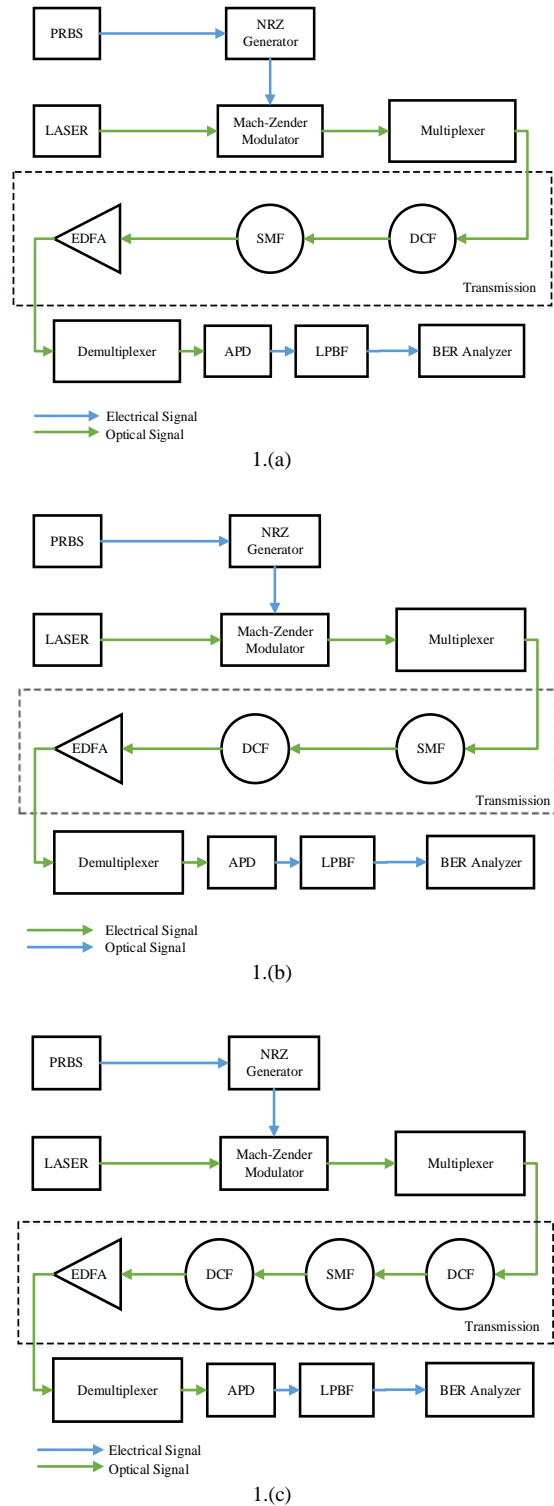 PRBS
NRZ
Generator
LASER
Mach-Zender
Modulator
Multiplexer
EDFA
SMF
DCF
Transmission
Demultiplexer
APD
LPBF
BER Analyzer
Electrical Signal
Optical Signal
1.(a)
PRBS
NRZ
Generator
LASER
Mach-Zender
Modulator
Multiplexer
EDFA
DCF
SMF
Transmission
Demultiplexer
APD
LPBF
BER Analyzer
Electrical Signal
Optical Signal
1.(b)
PRBS
NRZ
Generator
LASER
Mach-Zender
Modulator
Multiplexer
EDFA
DCF
SMF
DCF
Transmission
Demultiplexer
APD
LPBF
BER Analyzer
Electrical Signal
Optical Signal
1.(c)